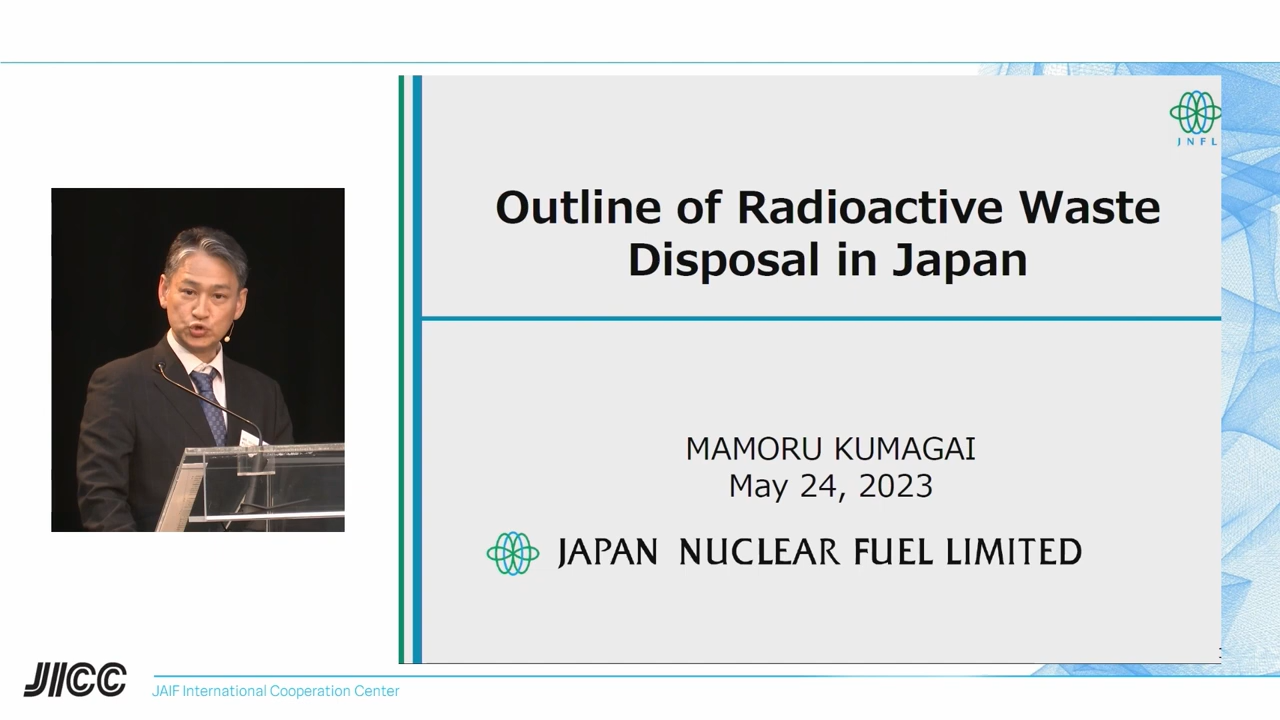 JNFL
Outline of Radioactive Waste
Disposal in Japan
MAMORU KUMAGAI
May 24, 2023
JAPAN NUCLEAR FUEL LIMITED
JICC
JAIF International Cooperation Center